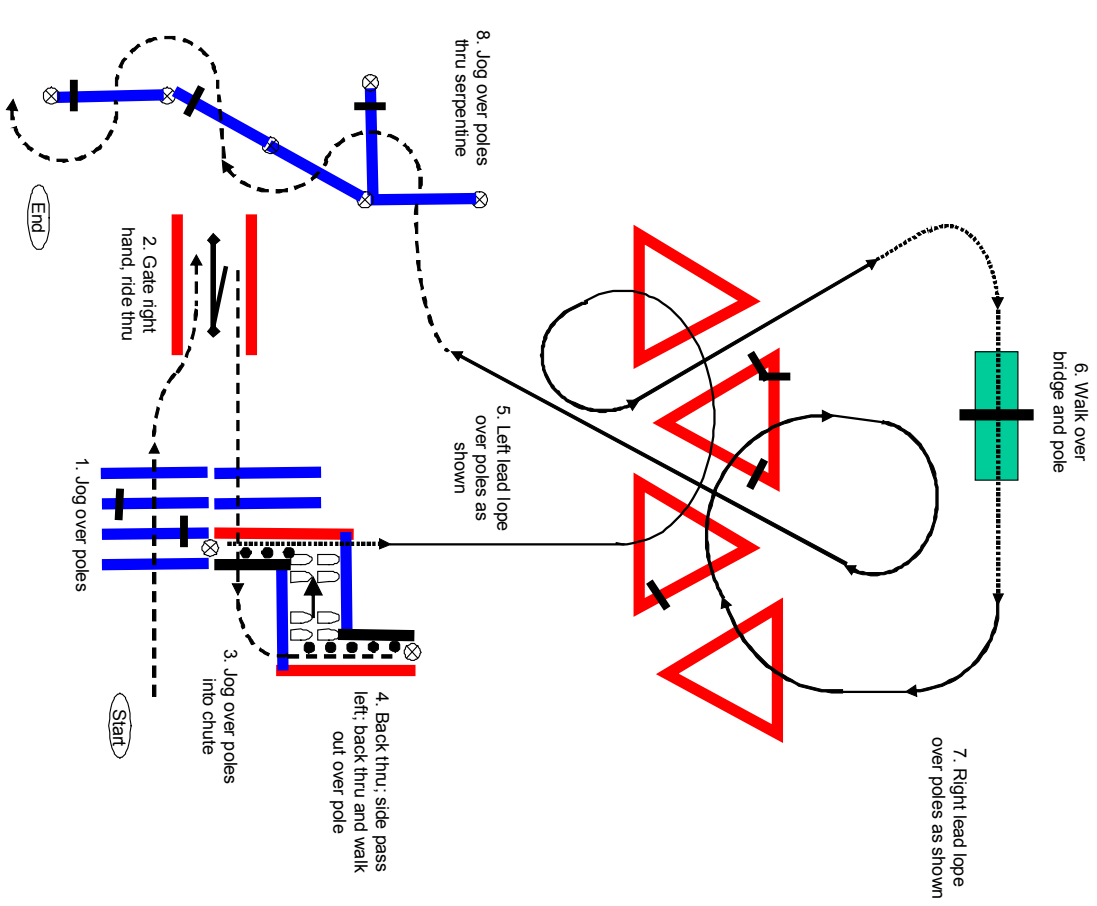 Start
1. Jog over poles
2. Gate right
hand, ride thru
3. Jog over poles
into chute
4. Back thru; side pass
left; back thru and walk
out over pole
5. Left lead lope
over poles as
shown
6. Walk over
bridge and pole
7. Right lead lope
over poles as shown
8. Jog over poles
thru serpentine
End